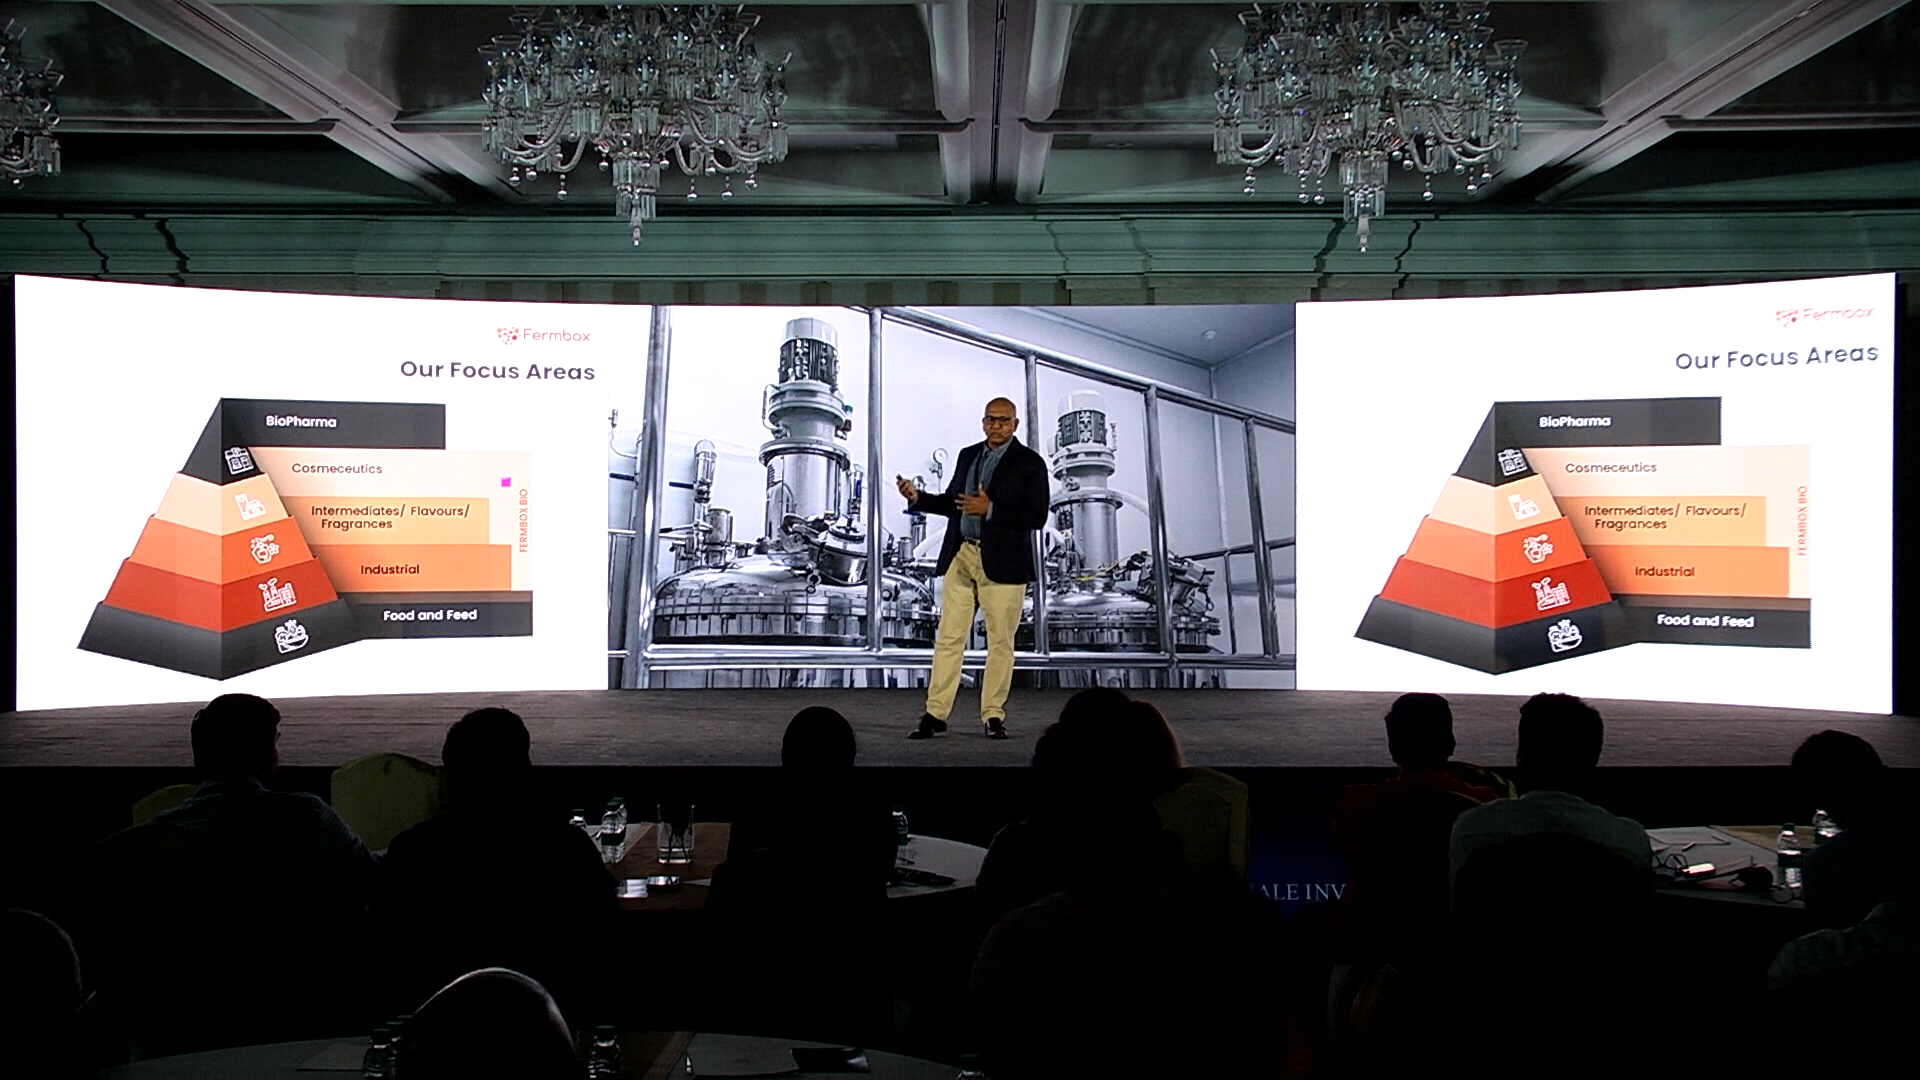 Fermbox
Our Focus Areas
BioPharma
Cosmeceutics
Intermediates/ Flavours/
Fragrances
Industrial
Food and Feed
FERMBOX BIO
Fermbox
Our Focus Areas
BioPharma
Cosmeceutics
Intermediates/ Flavours/
Fragrances
Industrial
Food and Feed
FERMBOX BIO
ALE INV